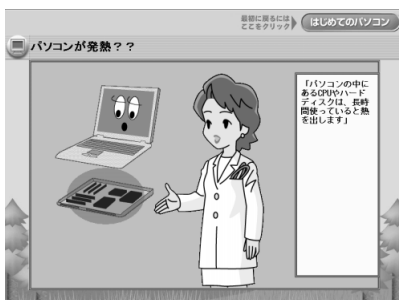 最初に戻るには
ここをクリック
はじめてのパソコン
パソコンが発熱??
「パソコンの中に
あるCPUやハード
ディスクは、長時
間使っていると熱
を出します」